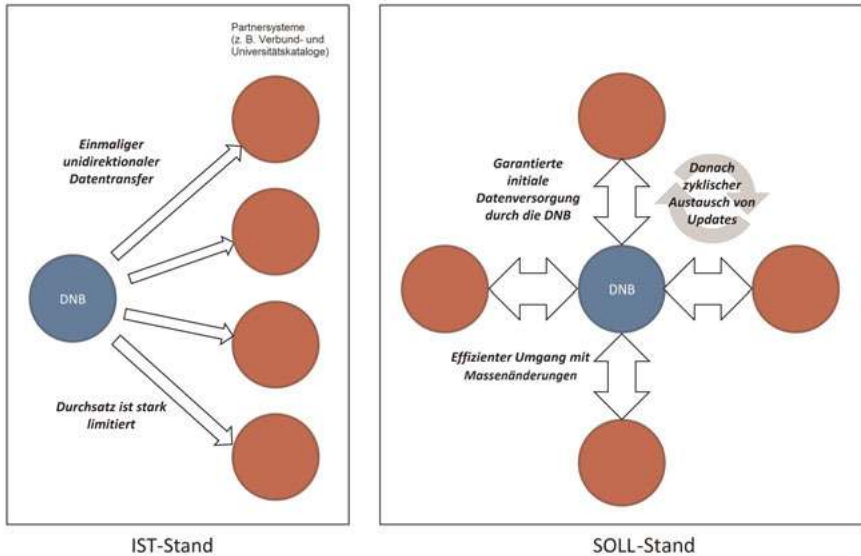 Partnersysteme
(z. B. Verbund- und
Universitätskataloge)
Einmaliger
unidirektionaler
Datentransfer
DNB
Durchsatz ist stark
limitiert
IST-Stand
Garantierte
initiale
Datenversorgung
durch die DNB
Danach
zyklischer
Austausch von
Updates
DNB
Effizienter Umgang mit
Massenänderungen
SOLL-Stand